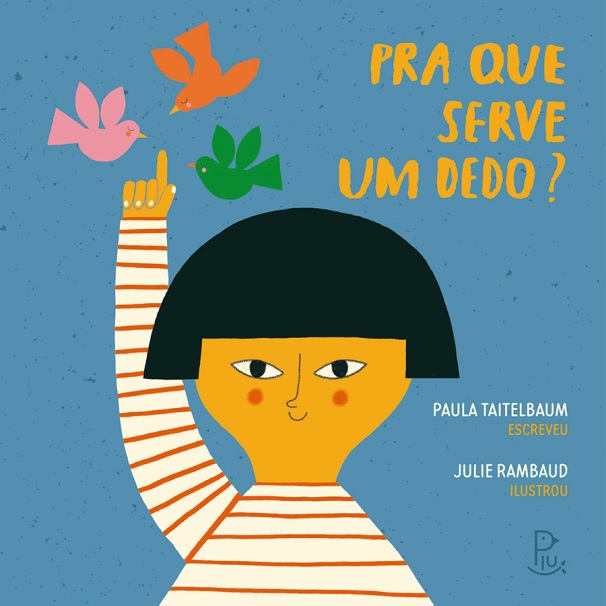 PRA QUE
SERVE
UM DEDO?
PAULA TAITELBAUM
ESCREVEU
JULIE RAMBAUD
ILUSTROU
PIU